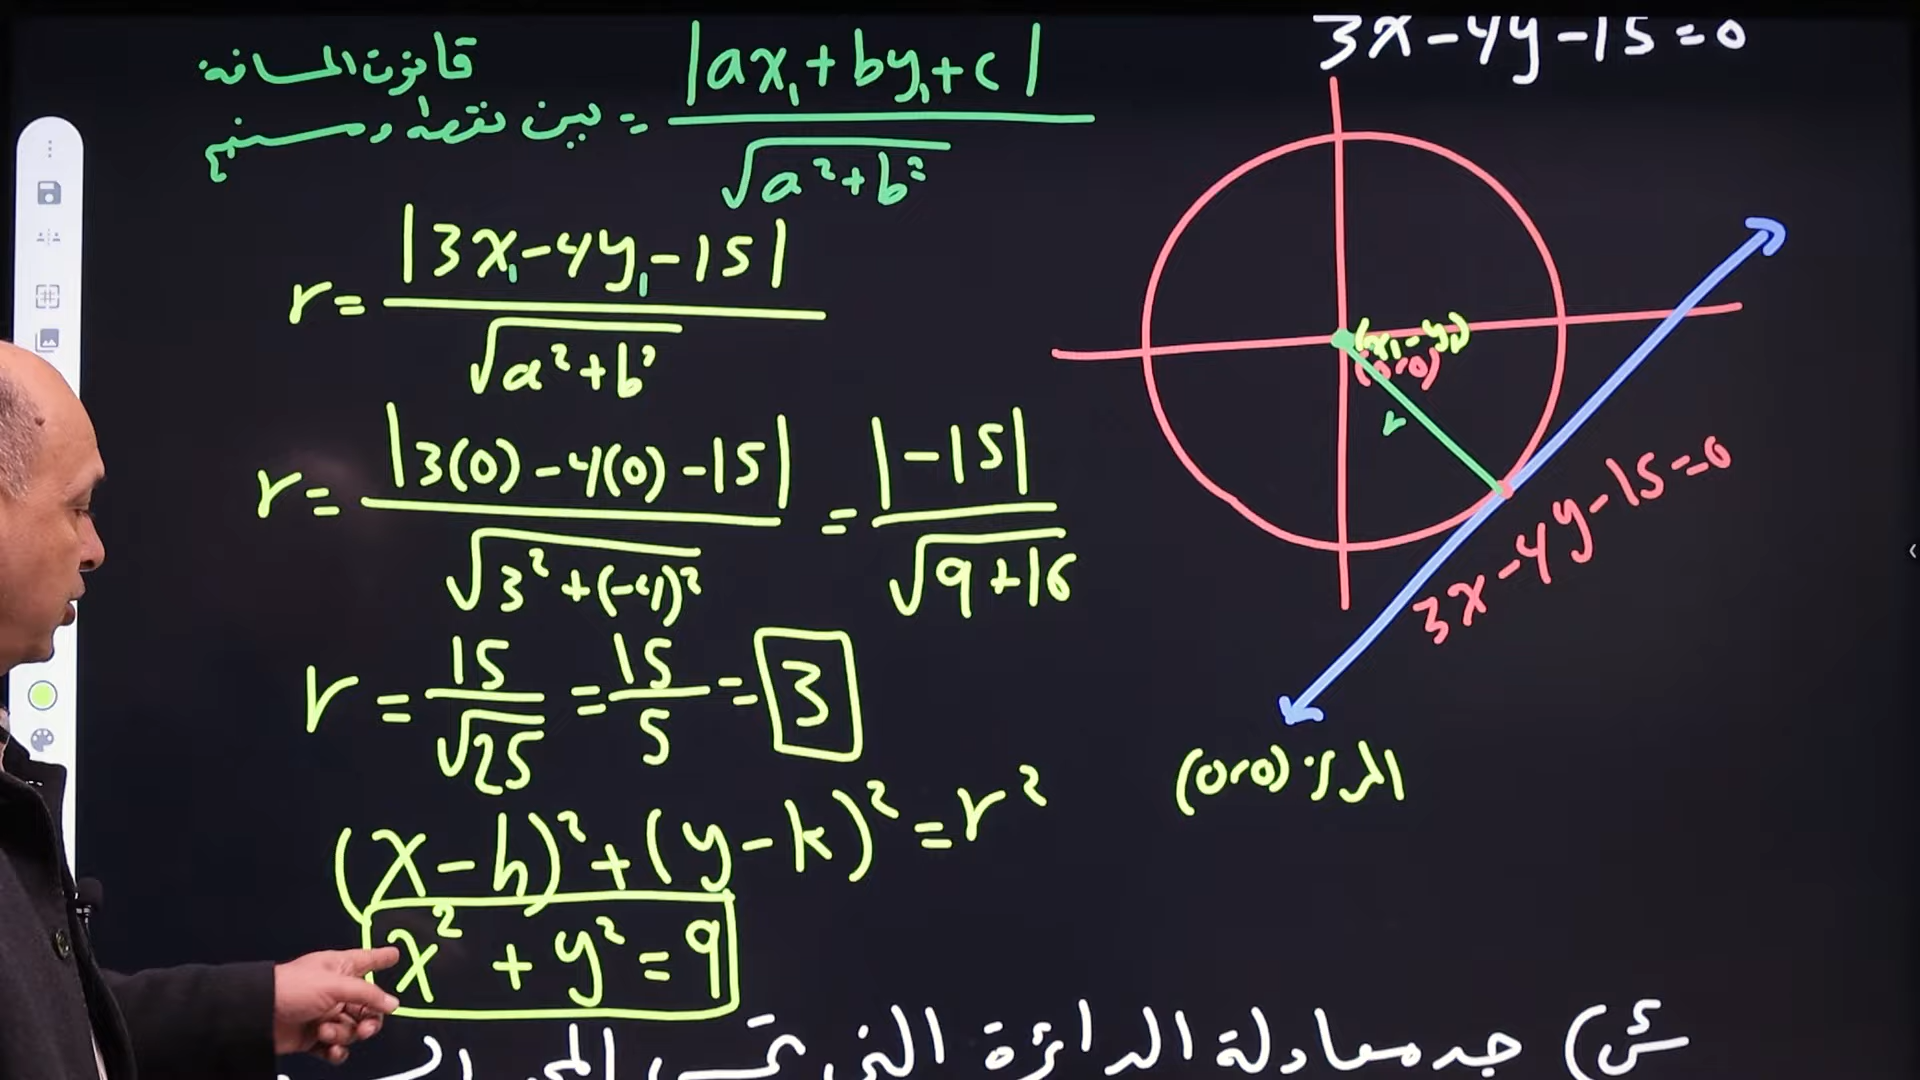 3x-4y-15=0
قانون المسافة
بين نقطة ومستقيم = |ax₁+by₁+c| / √(a²+b²)
r = |3x₁-4y₁-15| / √(a²+b²)
r = |3(0)-4(0)-15| / √(3²+(-4)²) = |-15| / √(9+16)
r = 15/√25 = 15/5 = 3
(x-h)²+(y-k)²=r²
x²+y²=9
(x₁,y₁)
(0,0)
r
3x-4y-15=0
المركز (0,0)
جد معادلة الدائرة التي تمس